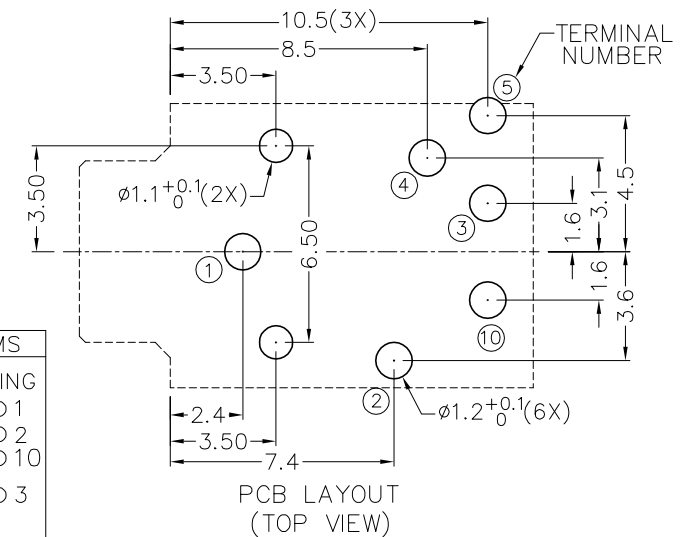 10.5(3X)
8.5
3.50
TERMINAL
NUMBER
5
3.50
ø1.1 +0.1 0 (2X)
6.50
4
3
1.6
3.1
4.5
1
1.6
3.6
10
2
ø1.2 +0.1 0 (6X)
2.4
3.50
7.4
PCB LAYOUT
(TOP VIEW)
MS
ING
1
2
10
3